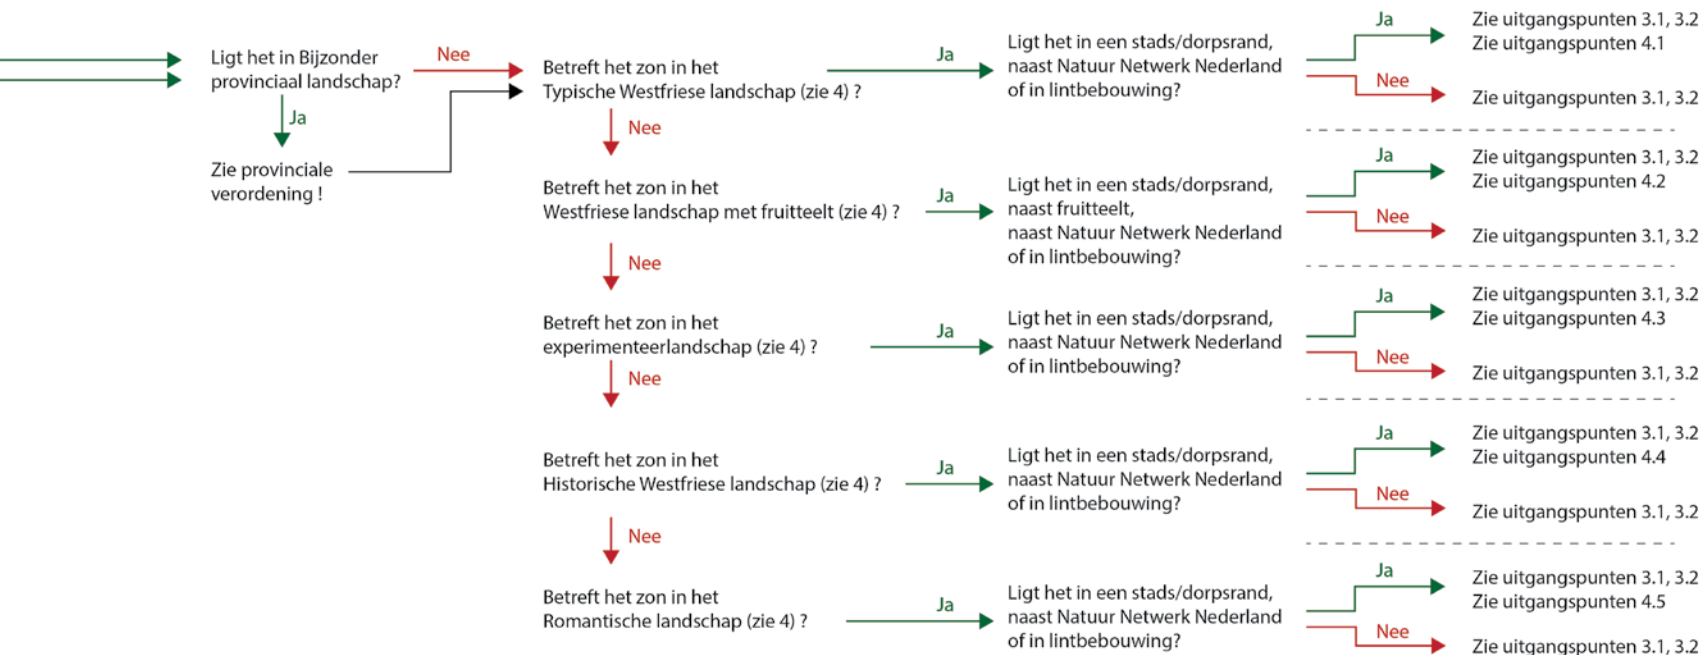 Ligt het in Bijzonder
provinciaal landschap?
Nee
Ja
Zie provinciale
verordening !
Betreft het zon in het
Typische Westfriese landschap (zie 4) ?
Ja
Nee
Ligt het in een stads/dorpsrand,
naast Natuur Netwerk Nederland
of in lintbebouwing?
Ja
Zie uitgangspunten 3.1, 3.2
Zie uitgangspunten 4.1
Nee
Zie uitgangspunten 3.1, 3.2
Betreft het zon in het
Westfriese landschap met fruitteelt (zie 4) ?
Ja
Nee
Ligt het in een stads/dorpsrand,
naast fruitteelt,
naast Natuur Netwerk Nederland
of in lintbebouwing?
Ja
Zie uitgangspunten 3.1, 3.2
Zie uitgangspunten 4.2
Nee
Zie uitgangspunten 3.1, 3.2
Betreft het zon in het
experimenteerlandschap (zie 4) ?
Ja
Nee
Ligt het in een stads/dorpsrand,
naast Natuur Netwerk Nederland
of in lintbebouwing?
Ja
Zie uitgangspunten 3.1, 3.2
Zie uitgangspunten 4.3
Nee
Zie uitgangspunten 3.1, 3.2
Betreft het zon in het
Historische Westfriese landschap (zie 4) ?
Ja
Nee
Ligt het in een stads/dorpsrand,
naast Natuur Netwerk Nederland
of in lintbebouwing?
Ja
Zie uitgangspunten 3.1, 3.2
Zie uitgangspunten 4.4
Nee
Zie uitgangspunten 3.1, 3.2
Betreft het zon in het
Romantische landschap (zie 4) ?
Ja
Ligt het in een stads/dorpsrand,
naast Natuur Netwerk Nederland
of in lintbebouwing?
Ja
Zie uitgangspunten 3.1, 3.2
Zie uitgangspunten 4.5
Nee
Zie uitgangspunten 3.1, 3.2